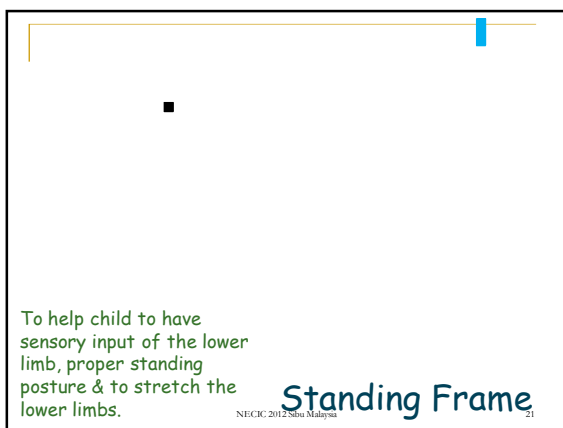 To help child to have
sensory input of the lower
limb, proper standing
posture & to stretch the
lower limbs.
Standing Frame
NECIC 2012 Sibu Malaysia
21